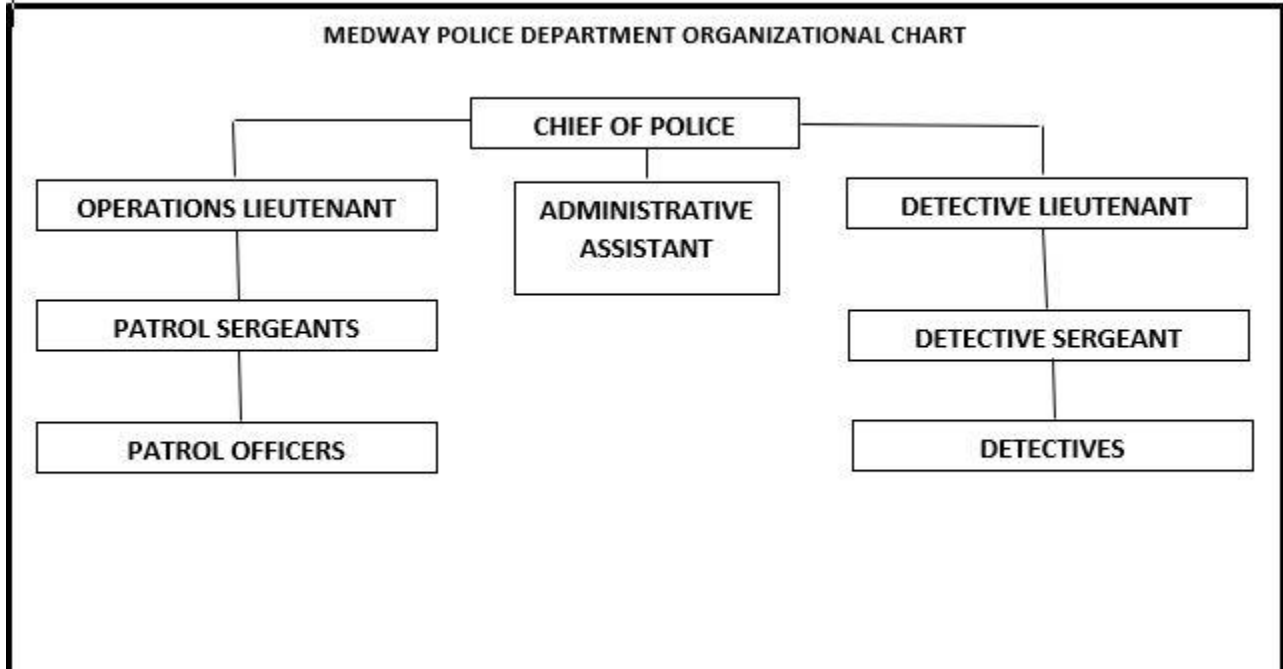 MEDWAY POLICE DEPARTMENT ORGANIZATIONAL CHART
CHIEF OF POLICE
OPERATIONS LIEUTENANT
ADMINISTRATIVE
ASSISTANT
DETECTIVE LIEUTENANT
PATROL SERGEANTS
DETECTIVE SERGEANT
PATROL OFFICERS
DETECTIVES